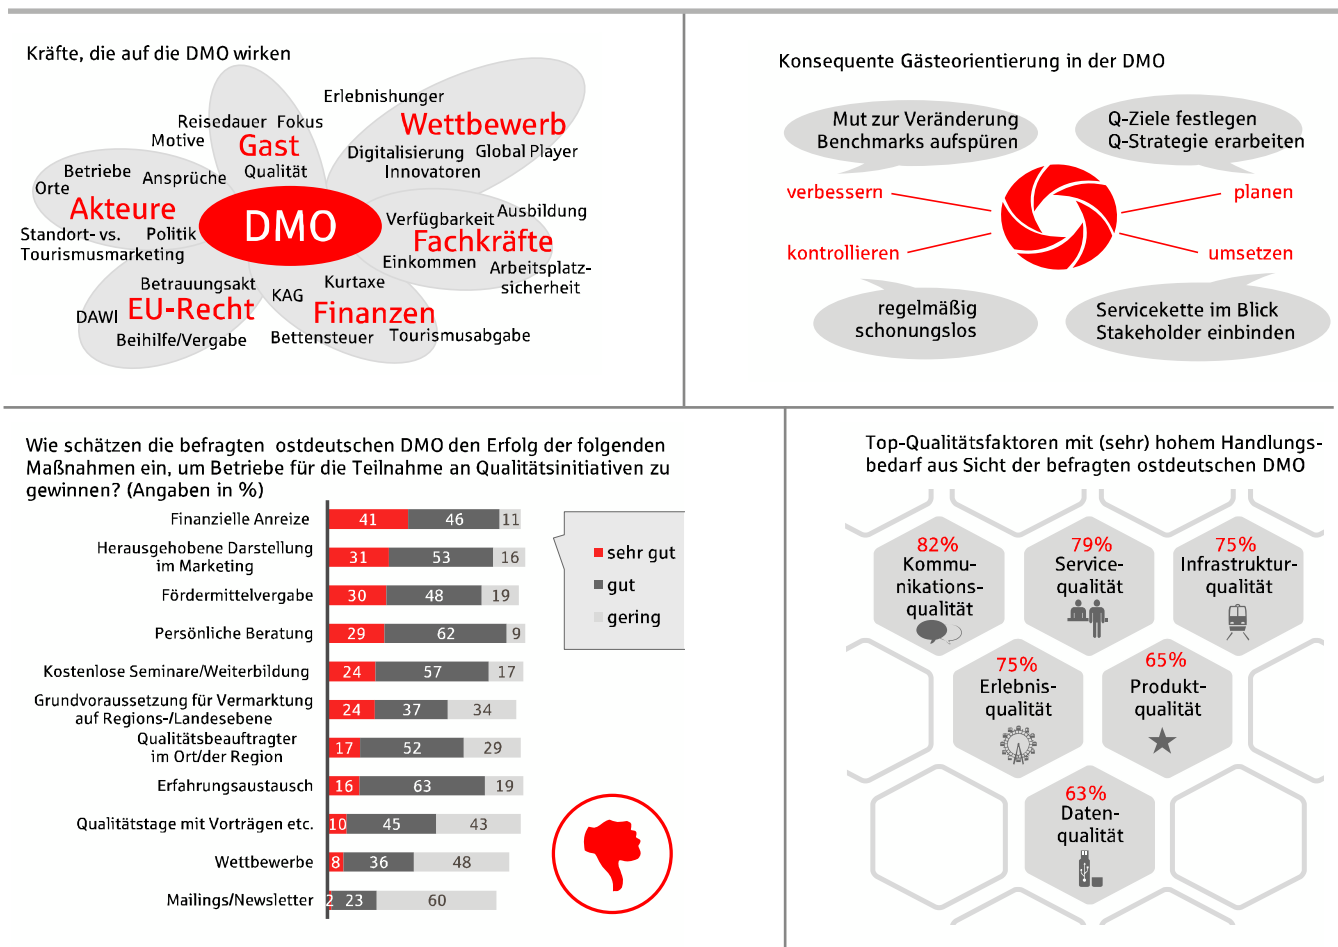 Kräfte, die auf die DMO wirken
Erlebnishunger
Reisedauer Fokus
Wettbewerb
Motive
Gast
Digitalisierung Global Player
Innovatoren
Betriebe
Ansprüche
Qualität
Orte
Akteure
DMO
Verfügbarkeit
Ausbildung
Standort- vs.
Politik
Fachkräfte
Tourismusmarketing
Einkommen
Arbeitsplatz-
sicherheit
Betrauungsakt
KAG
Kurtaxe
DAWI
EU-Recht
Finanzen
Beihilfe/Vergabe
Bettensteuer
Tourismusabgabe
Konsequente Gästeorientierung in der DMO
Mut zur Veränderung
Benchmarks aufspüren
Q-Ziele festlegen
Q-Strategie erarbeiten
verbessern
planen
kontrollieren
umsetzen
regelmäßig
schonungslos
Servicekette im Blick
Stakeholder einbinden
Wie schätzen die befragten ostdeutschen DMO den Erfolg der folgenden
Maßnahmen ein, um Betriebe für die Teilnahme an Qualitätsinitiativen zu
gewinnen? (Angaben in %)
Finanzielle Anreize 41 46 11
Herausgehobene Darstellung
im Marketing 31 53 16
Fördermittelvergabe 30 48 19
Persönliche Beratung 29 62 9
Kostenlose Seminare/Weiterbildung 24 57 17
Grundvoraussetzung für Vermarktung
auf Regions-/Landesebene 24 37 34
Qualitätsbeauftragter
im Ort/der Region 17 52 29
Erfahrungsaustausch 16 63 19
Qualitätstage mit Vorträgen etc. 10 45 43
Wettbewerbe 8 36 48
Mailings/Newsletter 2 23 60
sehr gut
gut
gering
Top-Qualitätsfaktoren mit (sehr) hohem Handlungs-
bedarf aus Sicht der befragten ostdeutschen DMO
82%
Kommu-
nikations-
qualität
79%
Service-
qualität
75%
Infrastruktur-
qualität
75%
Erlebnis-
qualität
65%
Produkt-
qualität
63%
Daten-
qualität